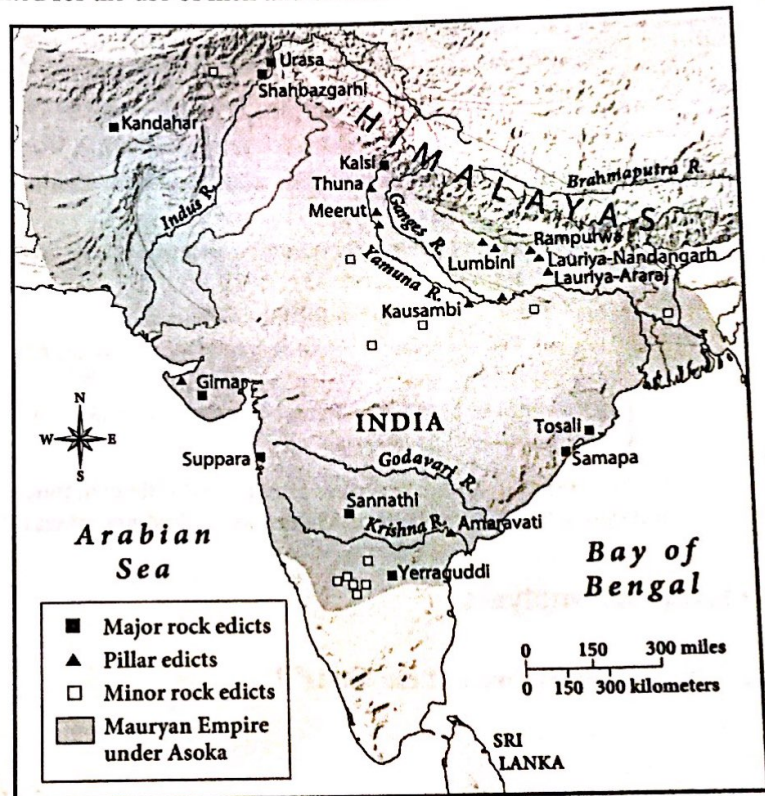 Urasa
Shahbazgarhi
Kandahar
HIMALAYAS
Kalsi
Brahmaputra R.
Thuna
Indus R.
Meerut
Ganges R.
Rampurwa
Lumbini
Lauriya-Nandangarh
Yamuna R.
Lauriya-Araraj
Kausambi
Girnar
N
W E
S
INDIA
Tosali
Suppara
Godavari R.
Samapa
Sannathi
Krishna R.
Amaravati
Arabian
Sea
Yerraguddi
Bay of
Bengal
Major rock edicts
Pillar edicts
Minor rock edicts
Mauryan Empire
under Asoka
0 150 300 miles
0 150 300 kilometers
SRI
LANKA